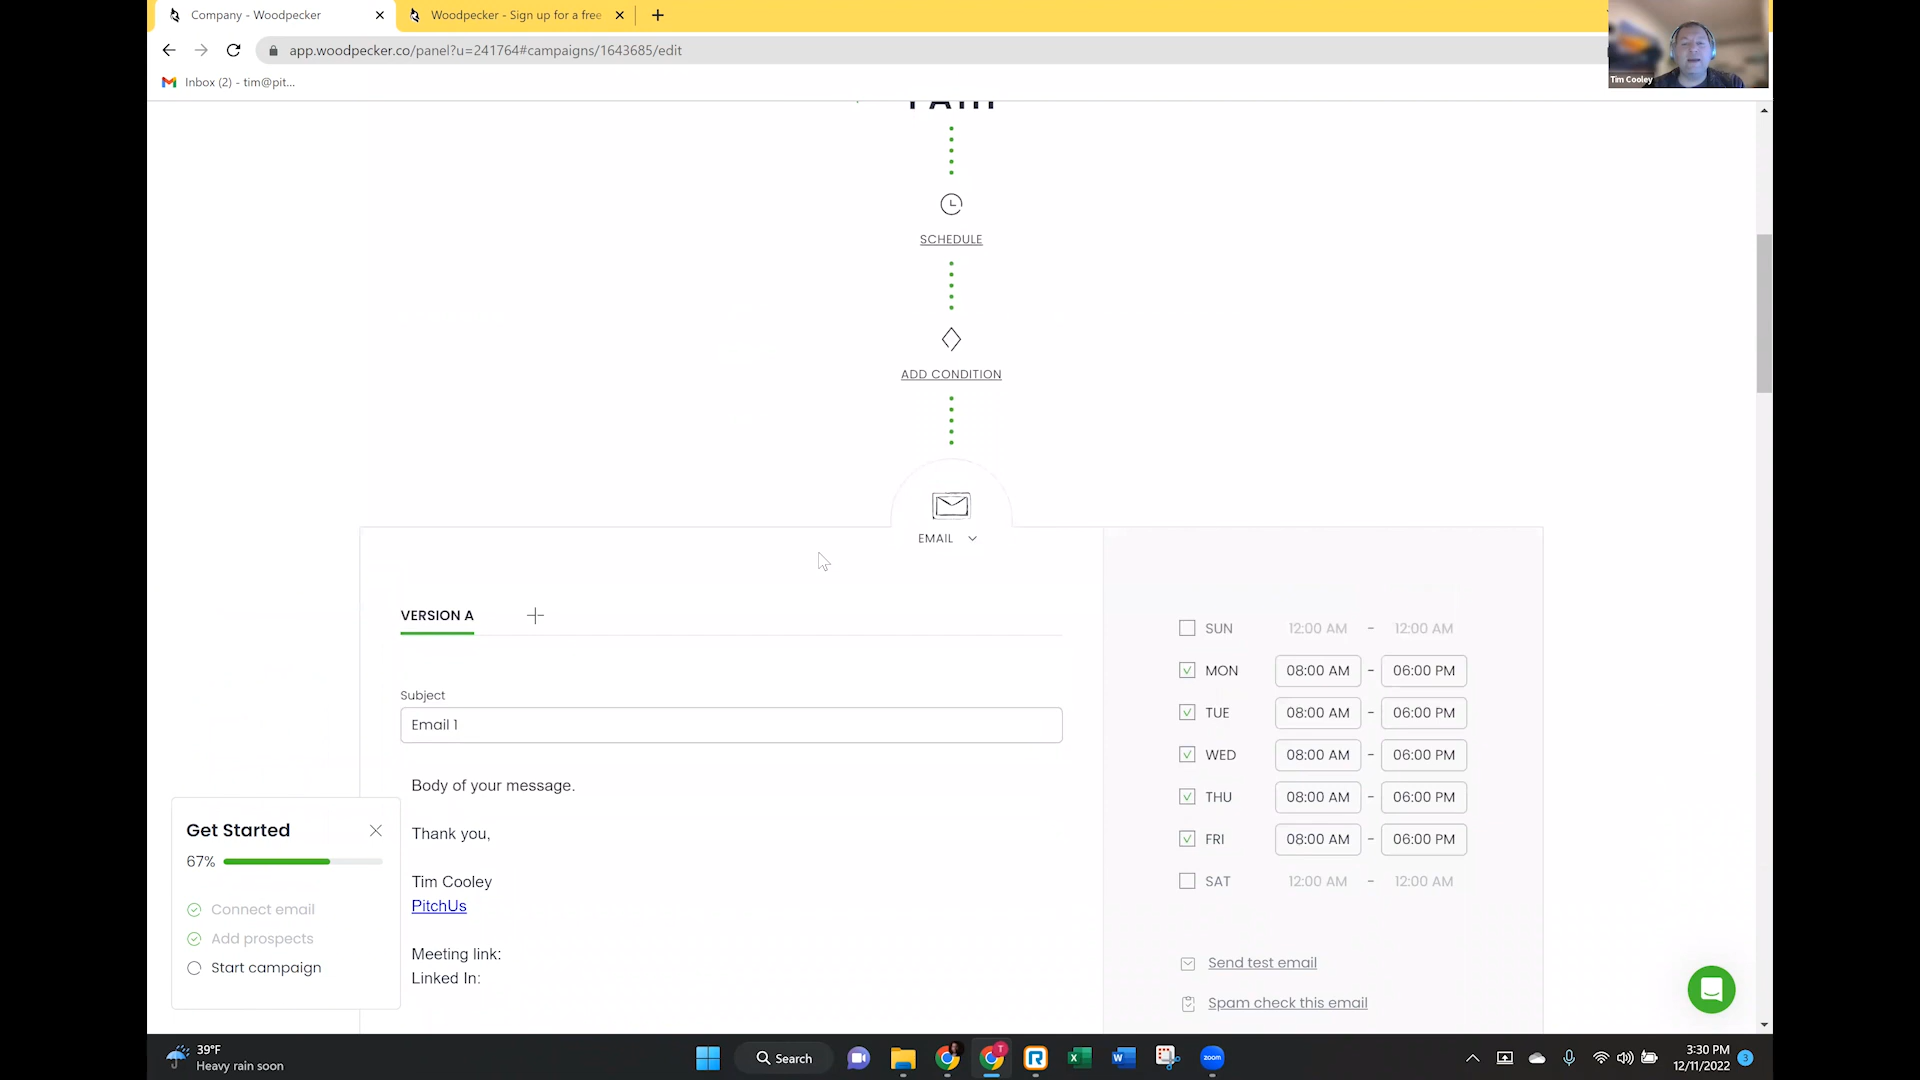 Company - Woodpecker
Woodpecker - Sign up for a free
app.woodpecker.co/panel?u=241764#campaigns/1643685/edit
Inbox (2) - tim@pit...
Tim Cooley
SCHEDULE
ADD CONDITION
EMAIL
VERSION A
Subject
Email 1
Body of your message.
Thank you,
Tim Cooley
PitchUs
Meeting link:
Linked In:
SUN 12:00 AM - 12:00 AM
MON 08:00 AM - 06:00 PM
TUE 08:00 AM - 06:00 PM
WED 08:00 AM - 06:00 PM
THU 08:00 AM - 06:00 PM
FRI 08:00 AM - 06:00 PM
SAT 12:00 AM - 12:00 AM
Send test email
Spam check this email
Get Started
67%
Connect email
Add prospects
Start campaign
39°F
Heavy rain soon
Search
zoom
3:30 PM
12/11/2022
3